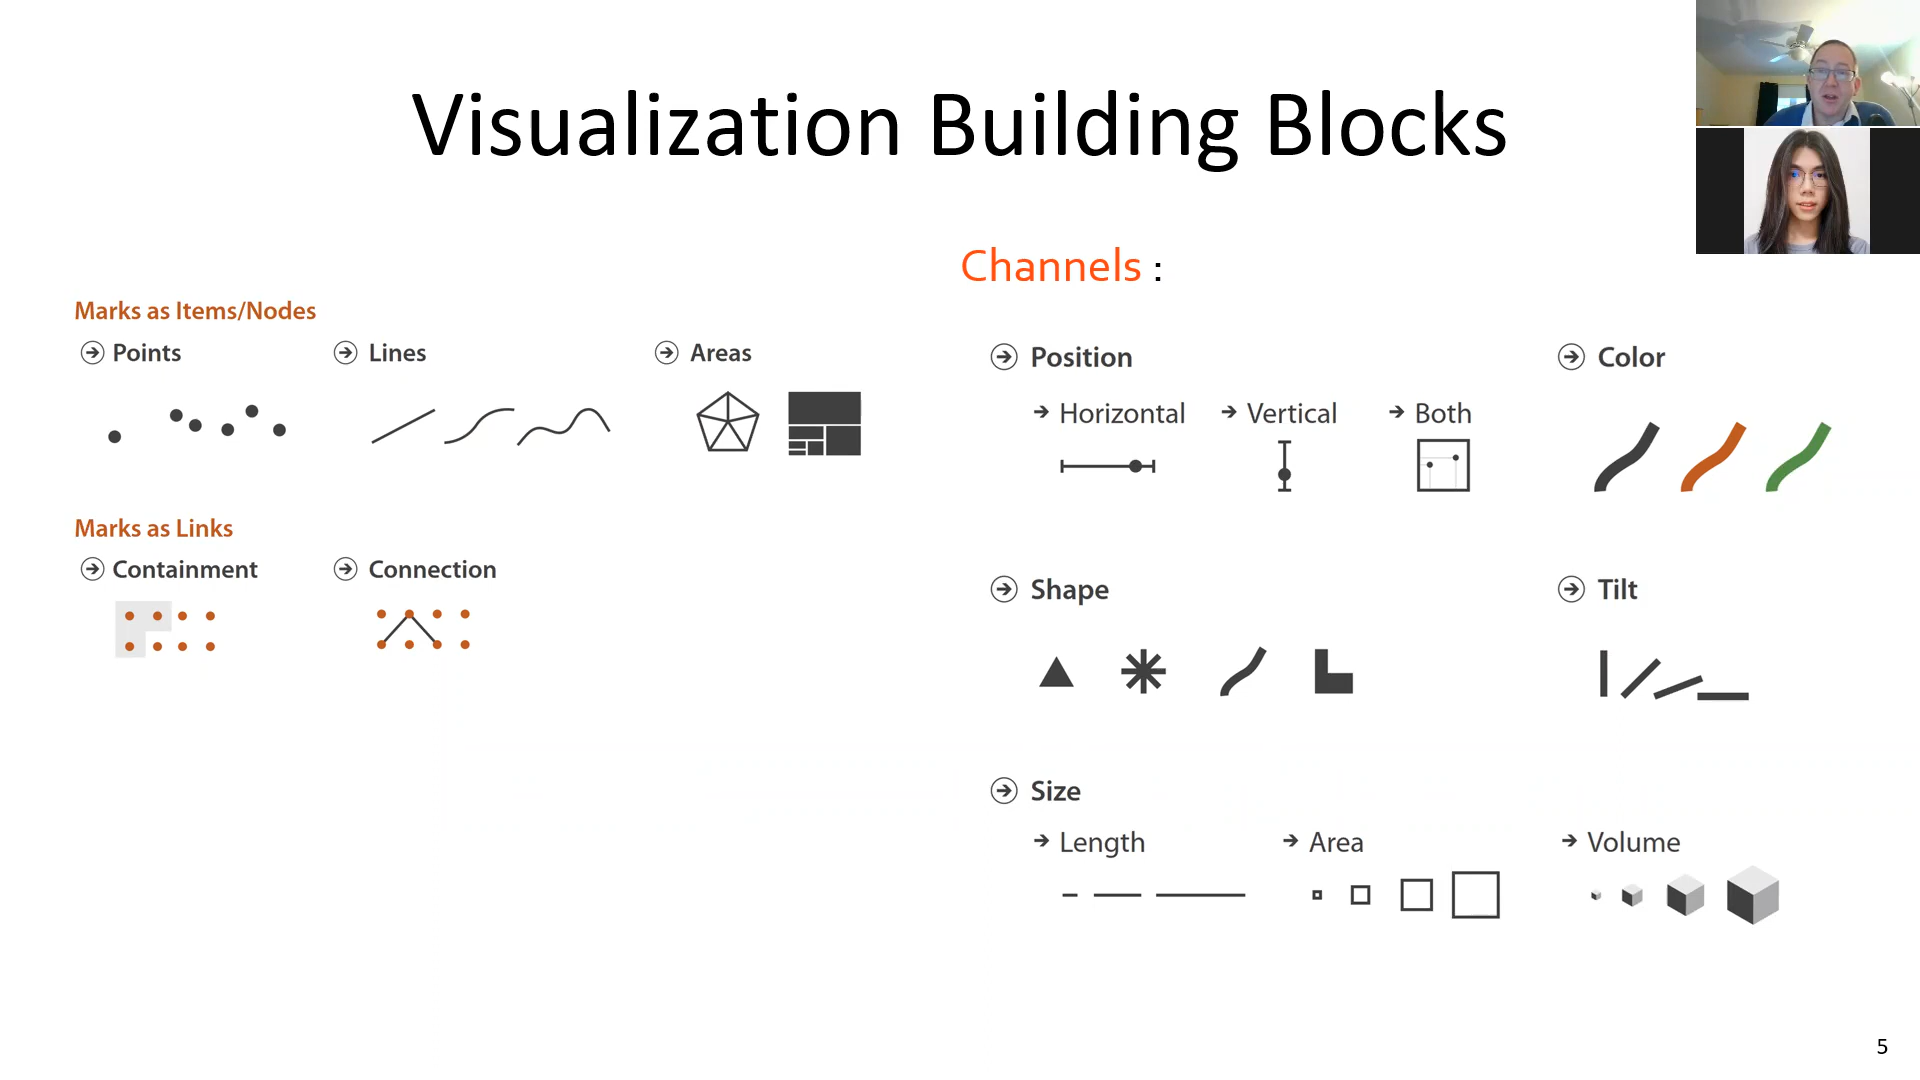 Visualization Building Blocks
Marks as Items/Nodes
Points
Lines
Areas
Marks as Links
Containment
Connection
Channels :
Position
Horizontal
Vertical
Both
Color
Shape
Tilt
Size
Length
Area
Volume
5